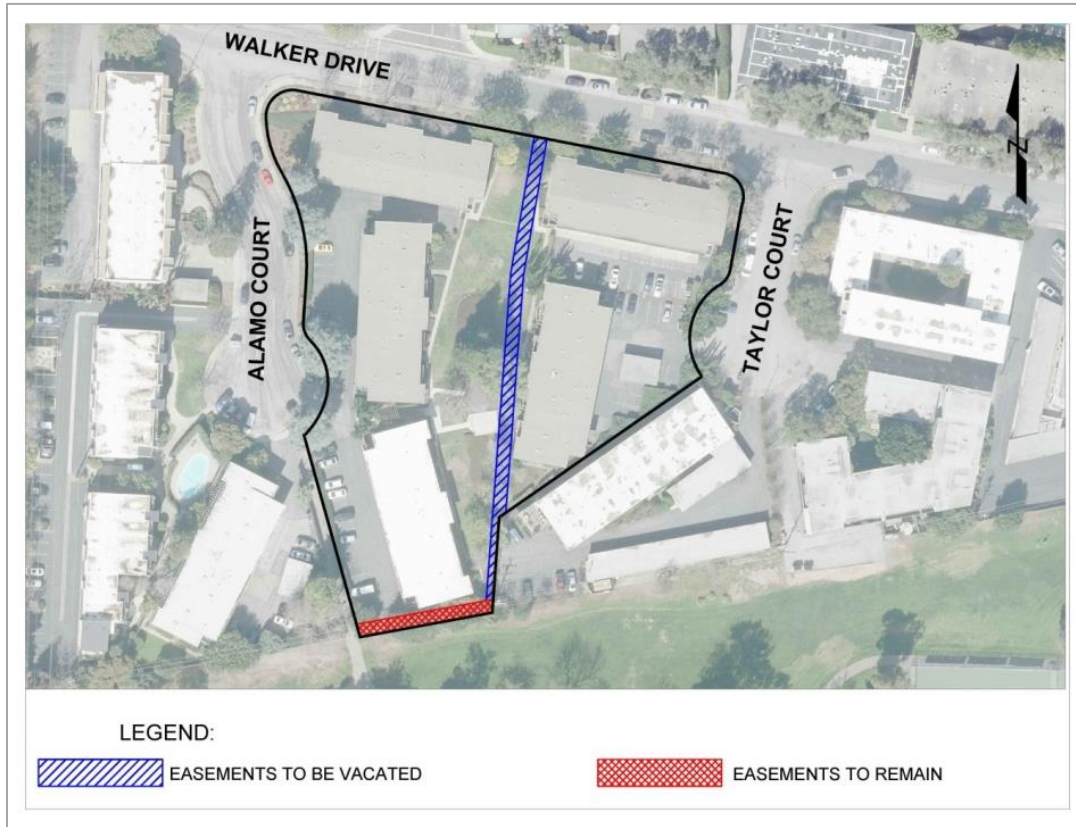 WALKER DRIVE
ALAMO COURT
TAYLOR COURT
N
LEGEND:
EASEMENTS TO BE VACATED
EASEMENTS TO REMAIN